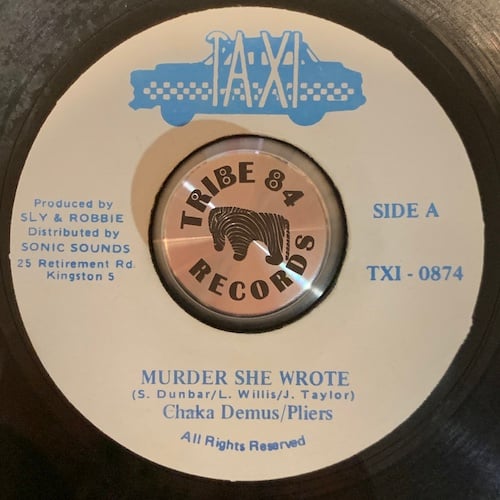 TAXI
Produced by
SLY & ROBBIE
Distributed by
SONIC SOUNDS
25 Retirement Rd.
Kingston 5
TRIBE 84
RECORDS
SIDE A
TXI - 0874
MURDER SHE WROTE
(S. Dunbar/L. Willis/J. Taylor)
Chaka Demus/Pliers
All Rights Reserved